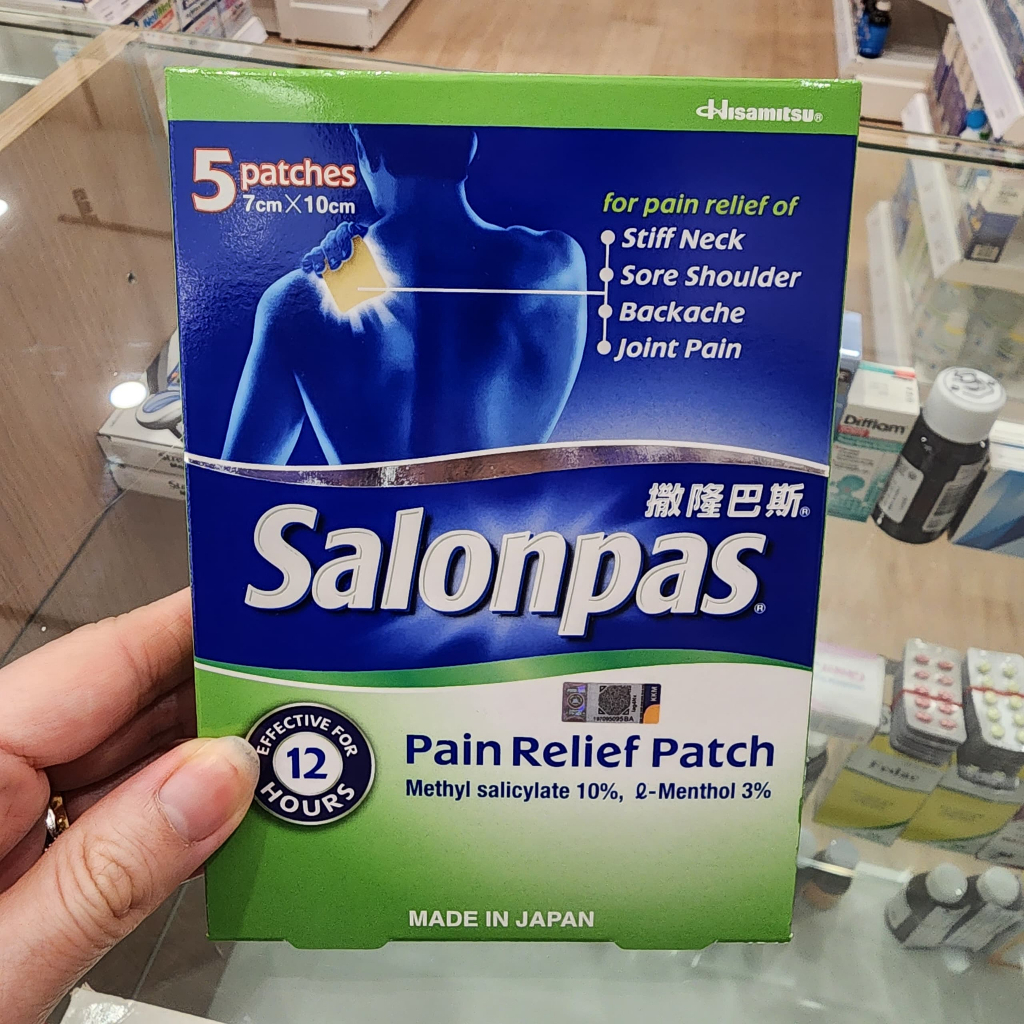 Hisamitsu®
5 patches
7cm×10cm
for pain relief of
Stiff Neck
Sore Shoulder
Backache
Joint Pain
撒隆巴斯®
Salonpas®
KKM
EFFECTIVE FOR
12
HOURS
Pain Relief Patch
Methyl salicylate 10%, ℓ-Menthol 3%
MADE IN JAPAN
Difflam